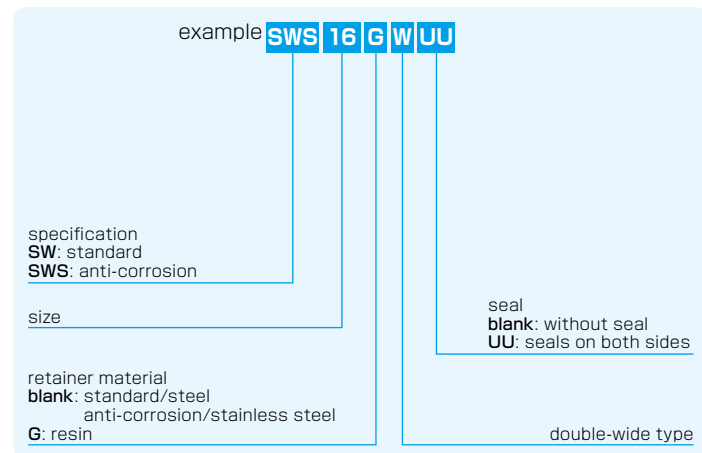 example SWS 16 G W UU
specification
SW: standard
SWS: anti-corrosion
size
seal
blank: without seal
UU: seals on both sides
retainer material
blank: standard/steel
anti-corrosion/stainless steel
G: resin
double-wide type